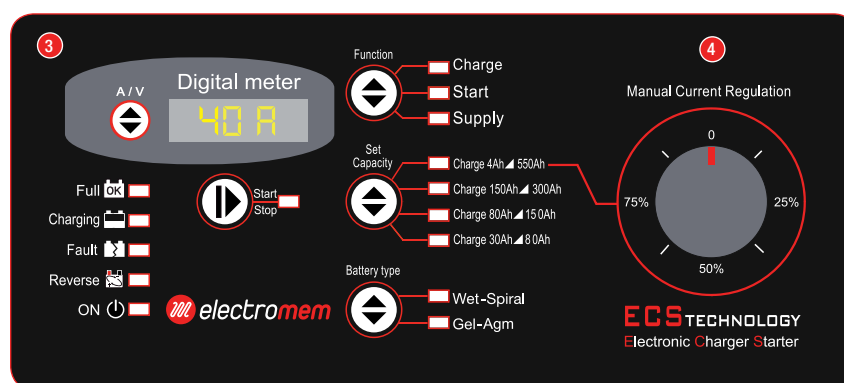 3
A / V
Digital meter
40 A
Full OK
Charging
Fault
Reverse
ON
Start
Stop
electromem
Function
Charge
Start
Supply
Set
Capacity
Charge 4Ah◢ 550Ah
Charge 150Ah◢ 300Ah
Charge 80Ah◢ 150Ah
Charge 30Ah◢ 80Ah
Battery type
Wet-Spiral
Gel-Agm
4
Manual Current Regulation
0
75%
25%
50%
ECSTECHNOLOGY
Electronic Charger Starter